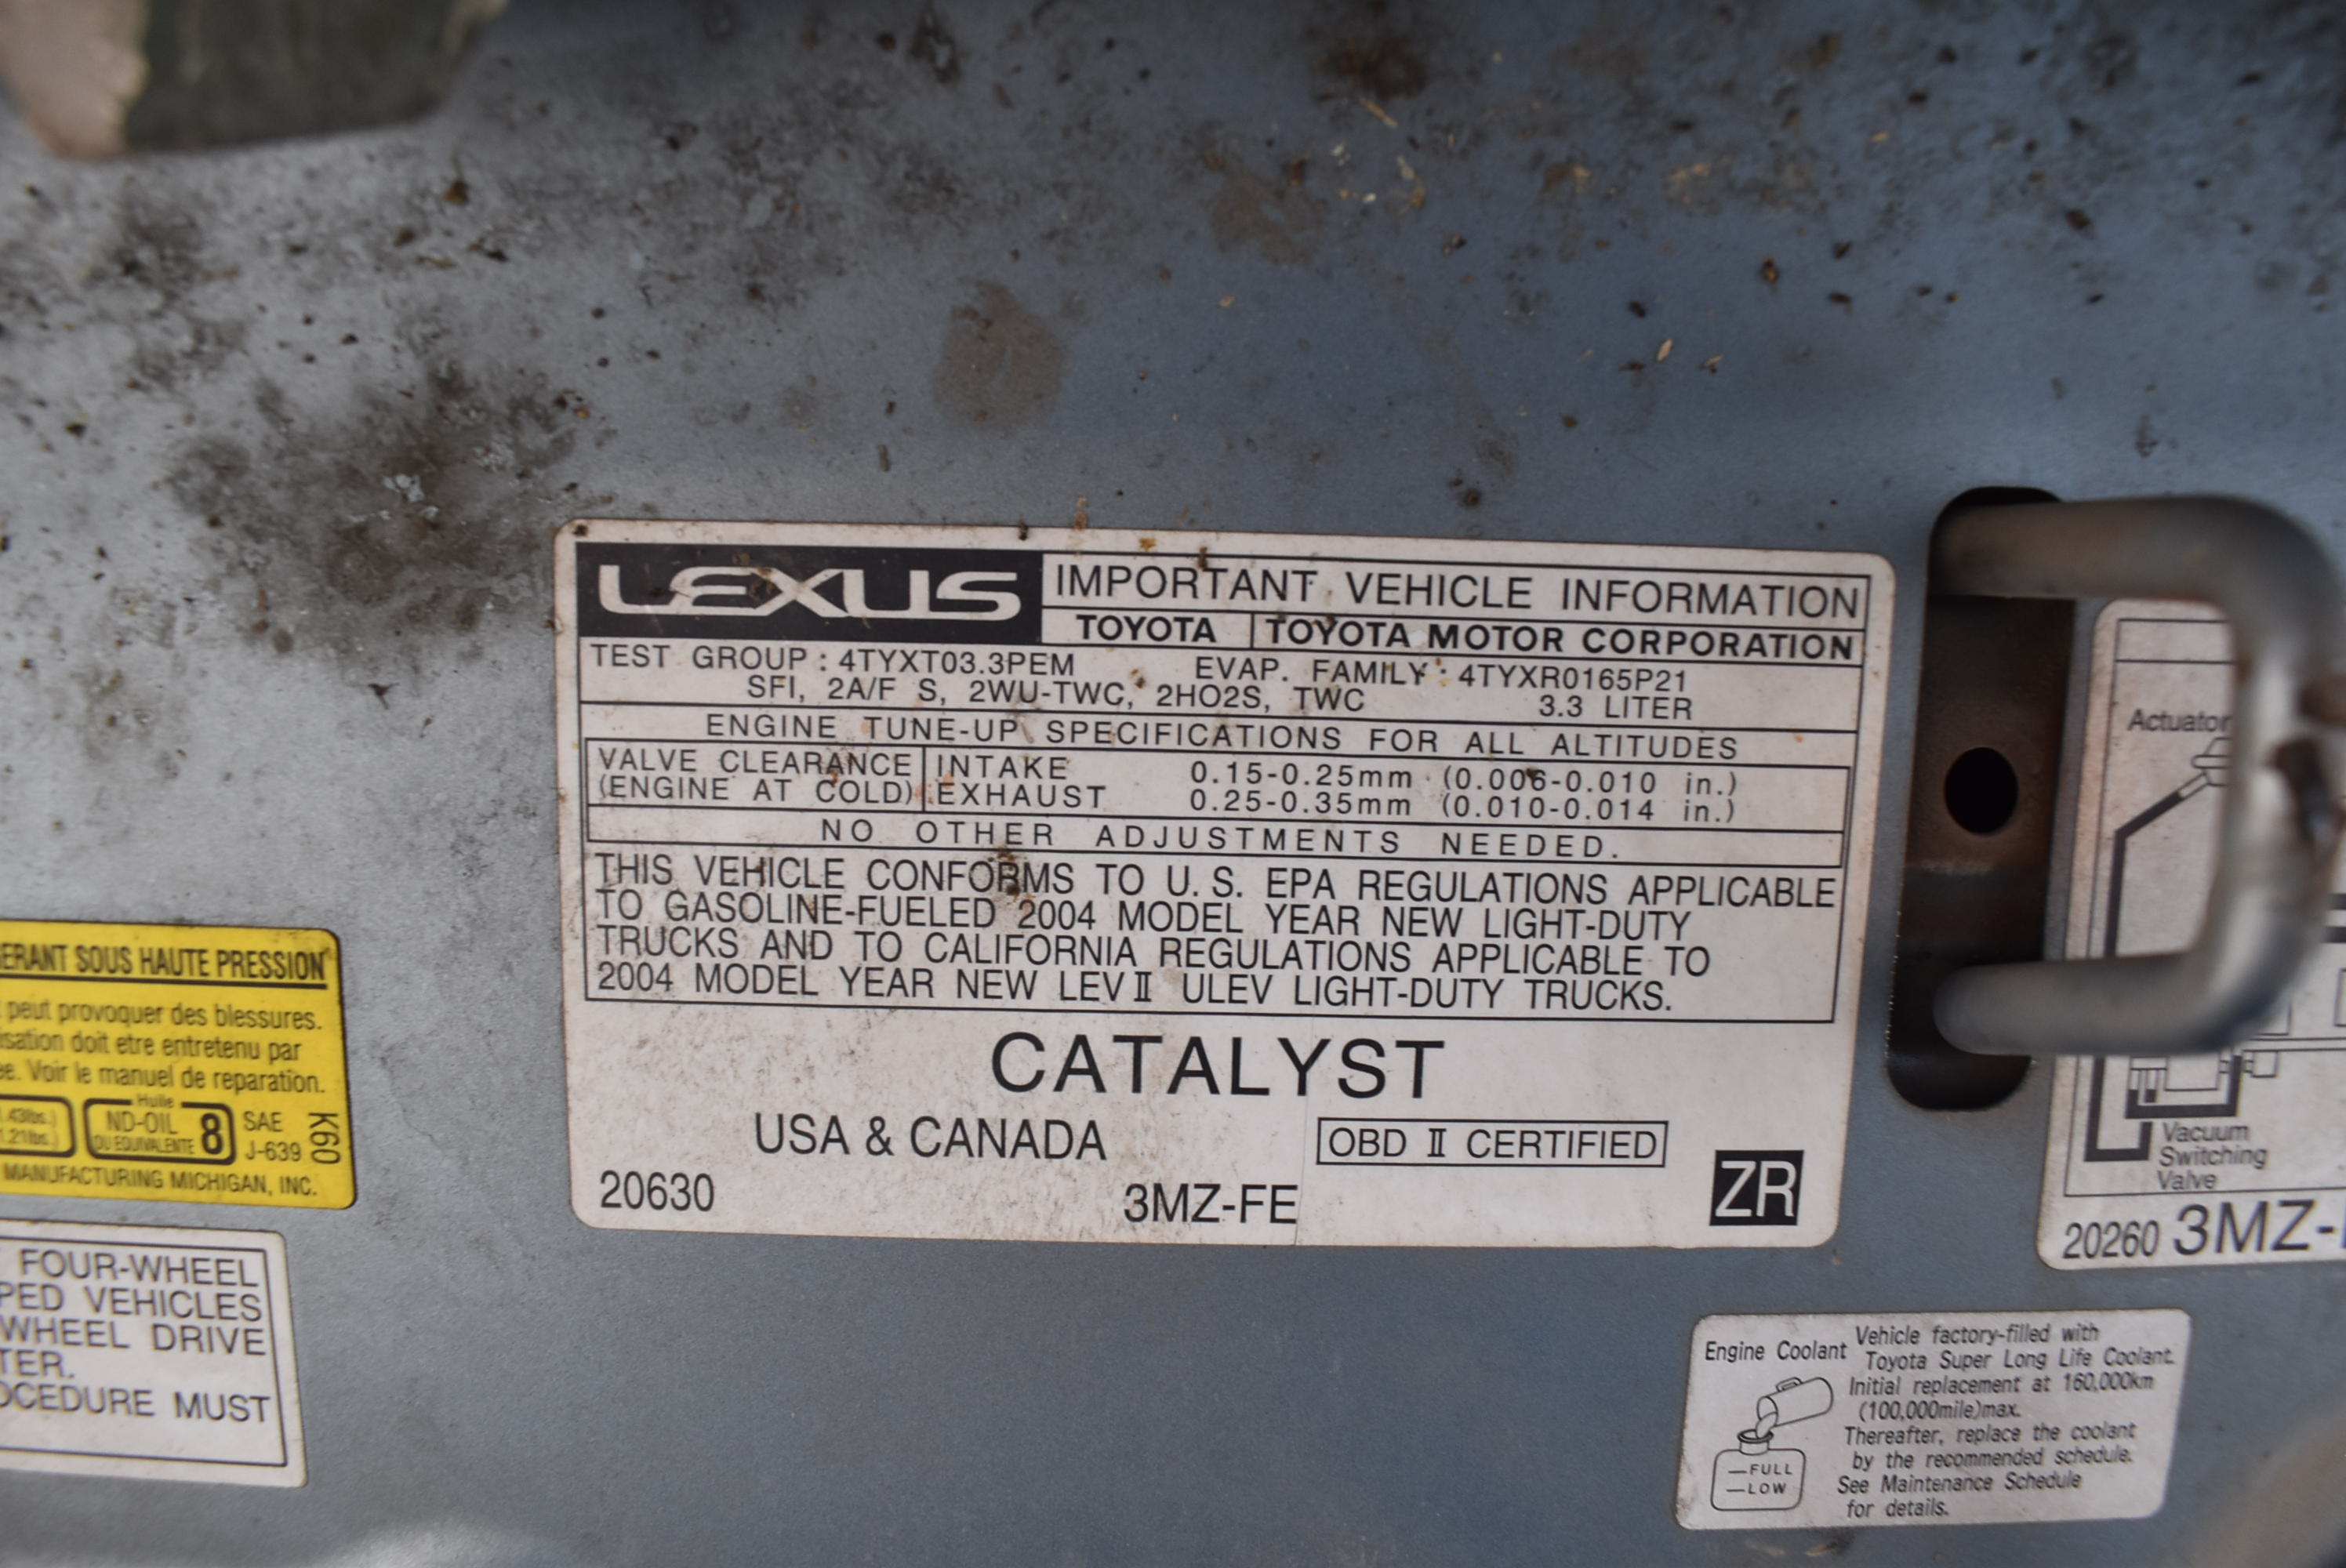 LEXUS IMPORTANT VEHICLE INFORMATION
TOYOTA TOYOTA MOTOR CORPORATION
TEST GROUP : 4TYXT03.3PEM EVAP. FAMILY : 4TYXR0165P21
SFI, 2A/F S, 2WU-TWC, 2HO2S, TWC 3.3 LITER
ENGINE TUNE-UP SPECIFICATIONS FOR ALL ALTITUDES
VALVE CLEARANCE INTAKE 0.15-0.25mm (0.006-0.010 in.)
(ENGINE AT COLD) EXHAUST 0.25-0.35mm (0.010-0.014 in.)
NO OTHER ADJUSTMENTS NEEDED.
THIS VEHICLE CONFORMS TO U.S. EPA REGULATIONS APPLICABLE
TO GASOLINE-FUELED 2004 MODEL YEAR NEW LIGHT-DUTY
TRUCKS AND TO CALIFORNIA REGULATIONS APPLICABLE TO
2004 MODEL YEAR NEW LEV II ULEV LIGHT-DUTY TRUCKS.
CATALYST
USA & CANADA OBD II CERTIFIED
20630 3MZ-FE ZR
SOUS HAUTE PRESSION
peut provoquer des blessures.
doit etre entretenu par
Voir le manuel de reparation.
Huile
ND-OIL 8 SAE
OU EQUIVALENTE J-639 K60
MANUFACTURING MICHIGAN, INC.
FOUR-WHEEL
VEHICLES
WHEEL DRIVE
MUST
Actuator
Vacuum
Switching
Valve
20260 3MZ-
Engine Coolant Vehicle factory-filled with
Toyota Super Long Life Coolant.
Initial replacement at 160,000km
(100,000mile)max.
Thereafter, replace the coolant
by the recommended schedule.
See Maintenance Schedule
for details.
FULL
LOW